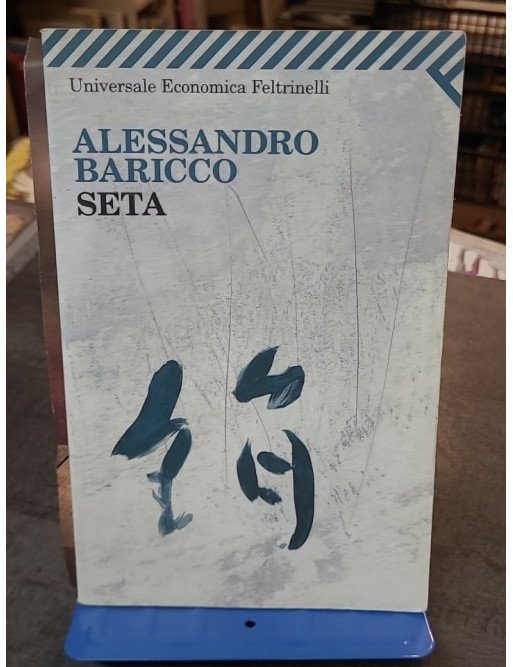 Universale Economica Feltrinelli
ALESSANDRO
BARICCO
SETA